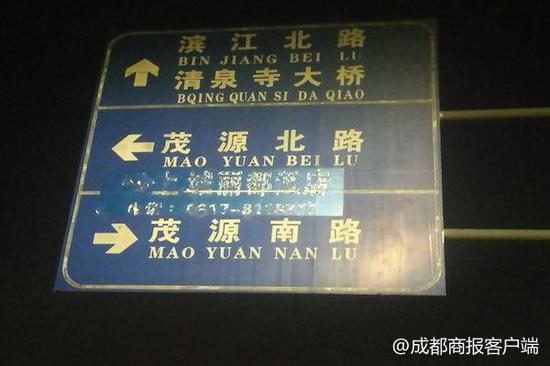 滨江北路
BIN JIANG BEI LU
清泉寺大桥
BQING QUAN SI DA QIAO
茂源北路
MAO YUAN BEI LU
茂源南路
MAO YUAN NAN LU
@成都商报客户端